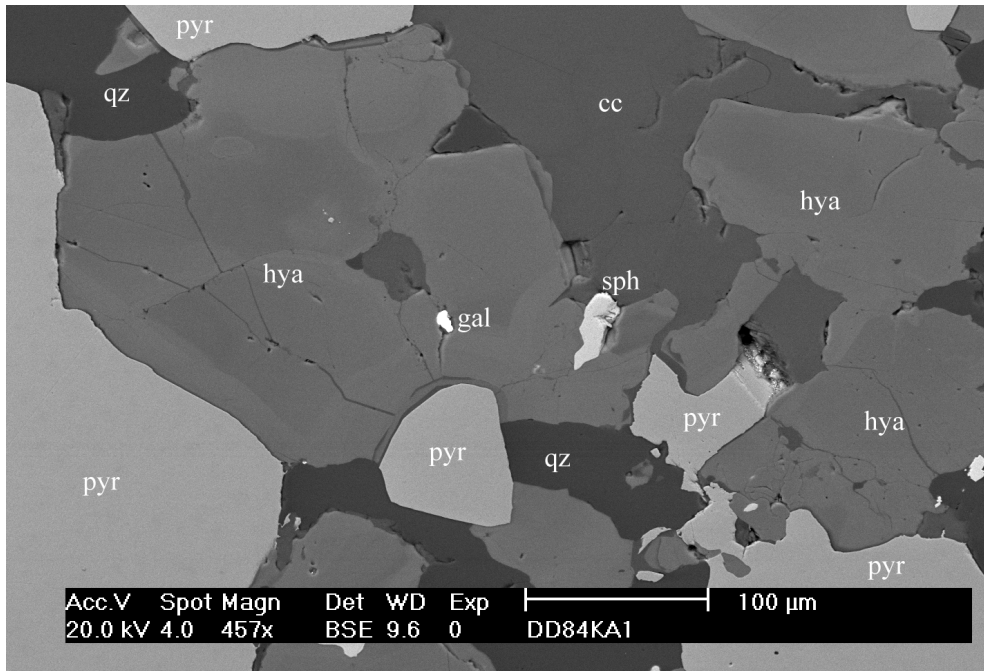 pyr
qz
cc
hya
hya
sph
gal
pyr
hya
pyr
qz
pyr
pyr
Acc.V Spot Magn Det WD Exp
20.0 kV 4.0 457x BSE 9.6 0 DD84KA1
100 µm